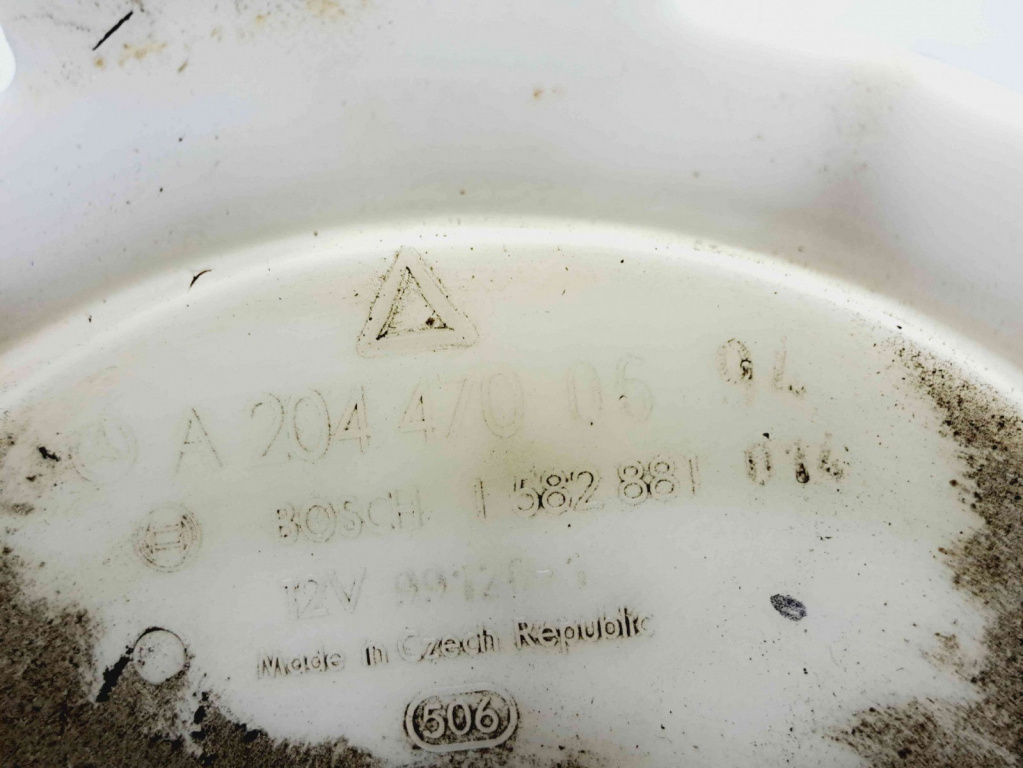 A 204 470 06 94
BOSCH 1 582 881 014
12V
Made in Czech Republic
506